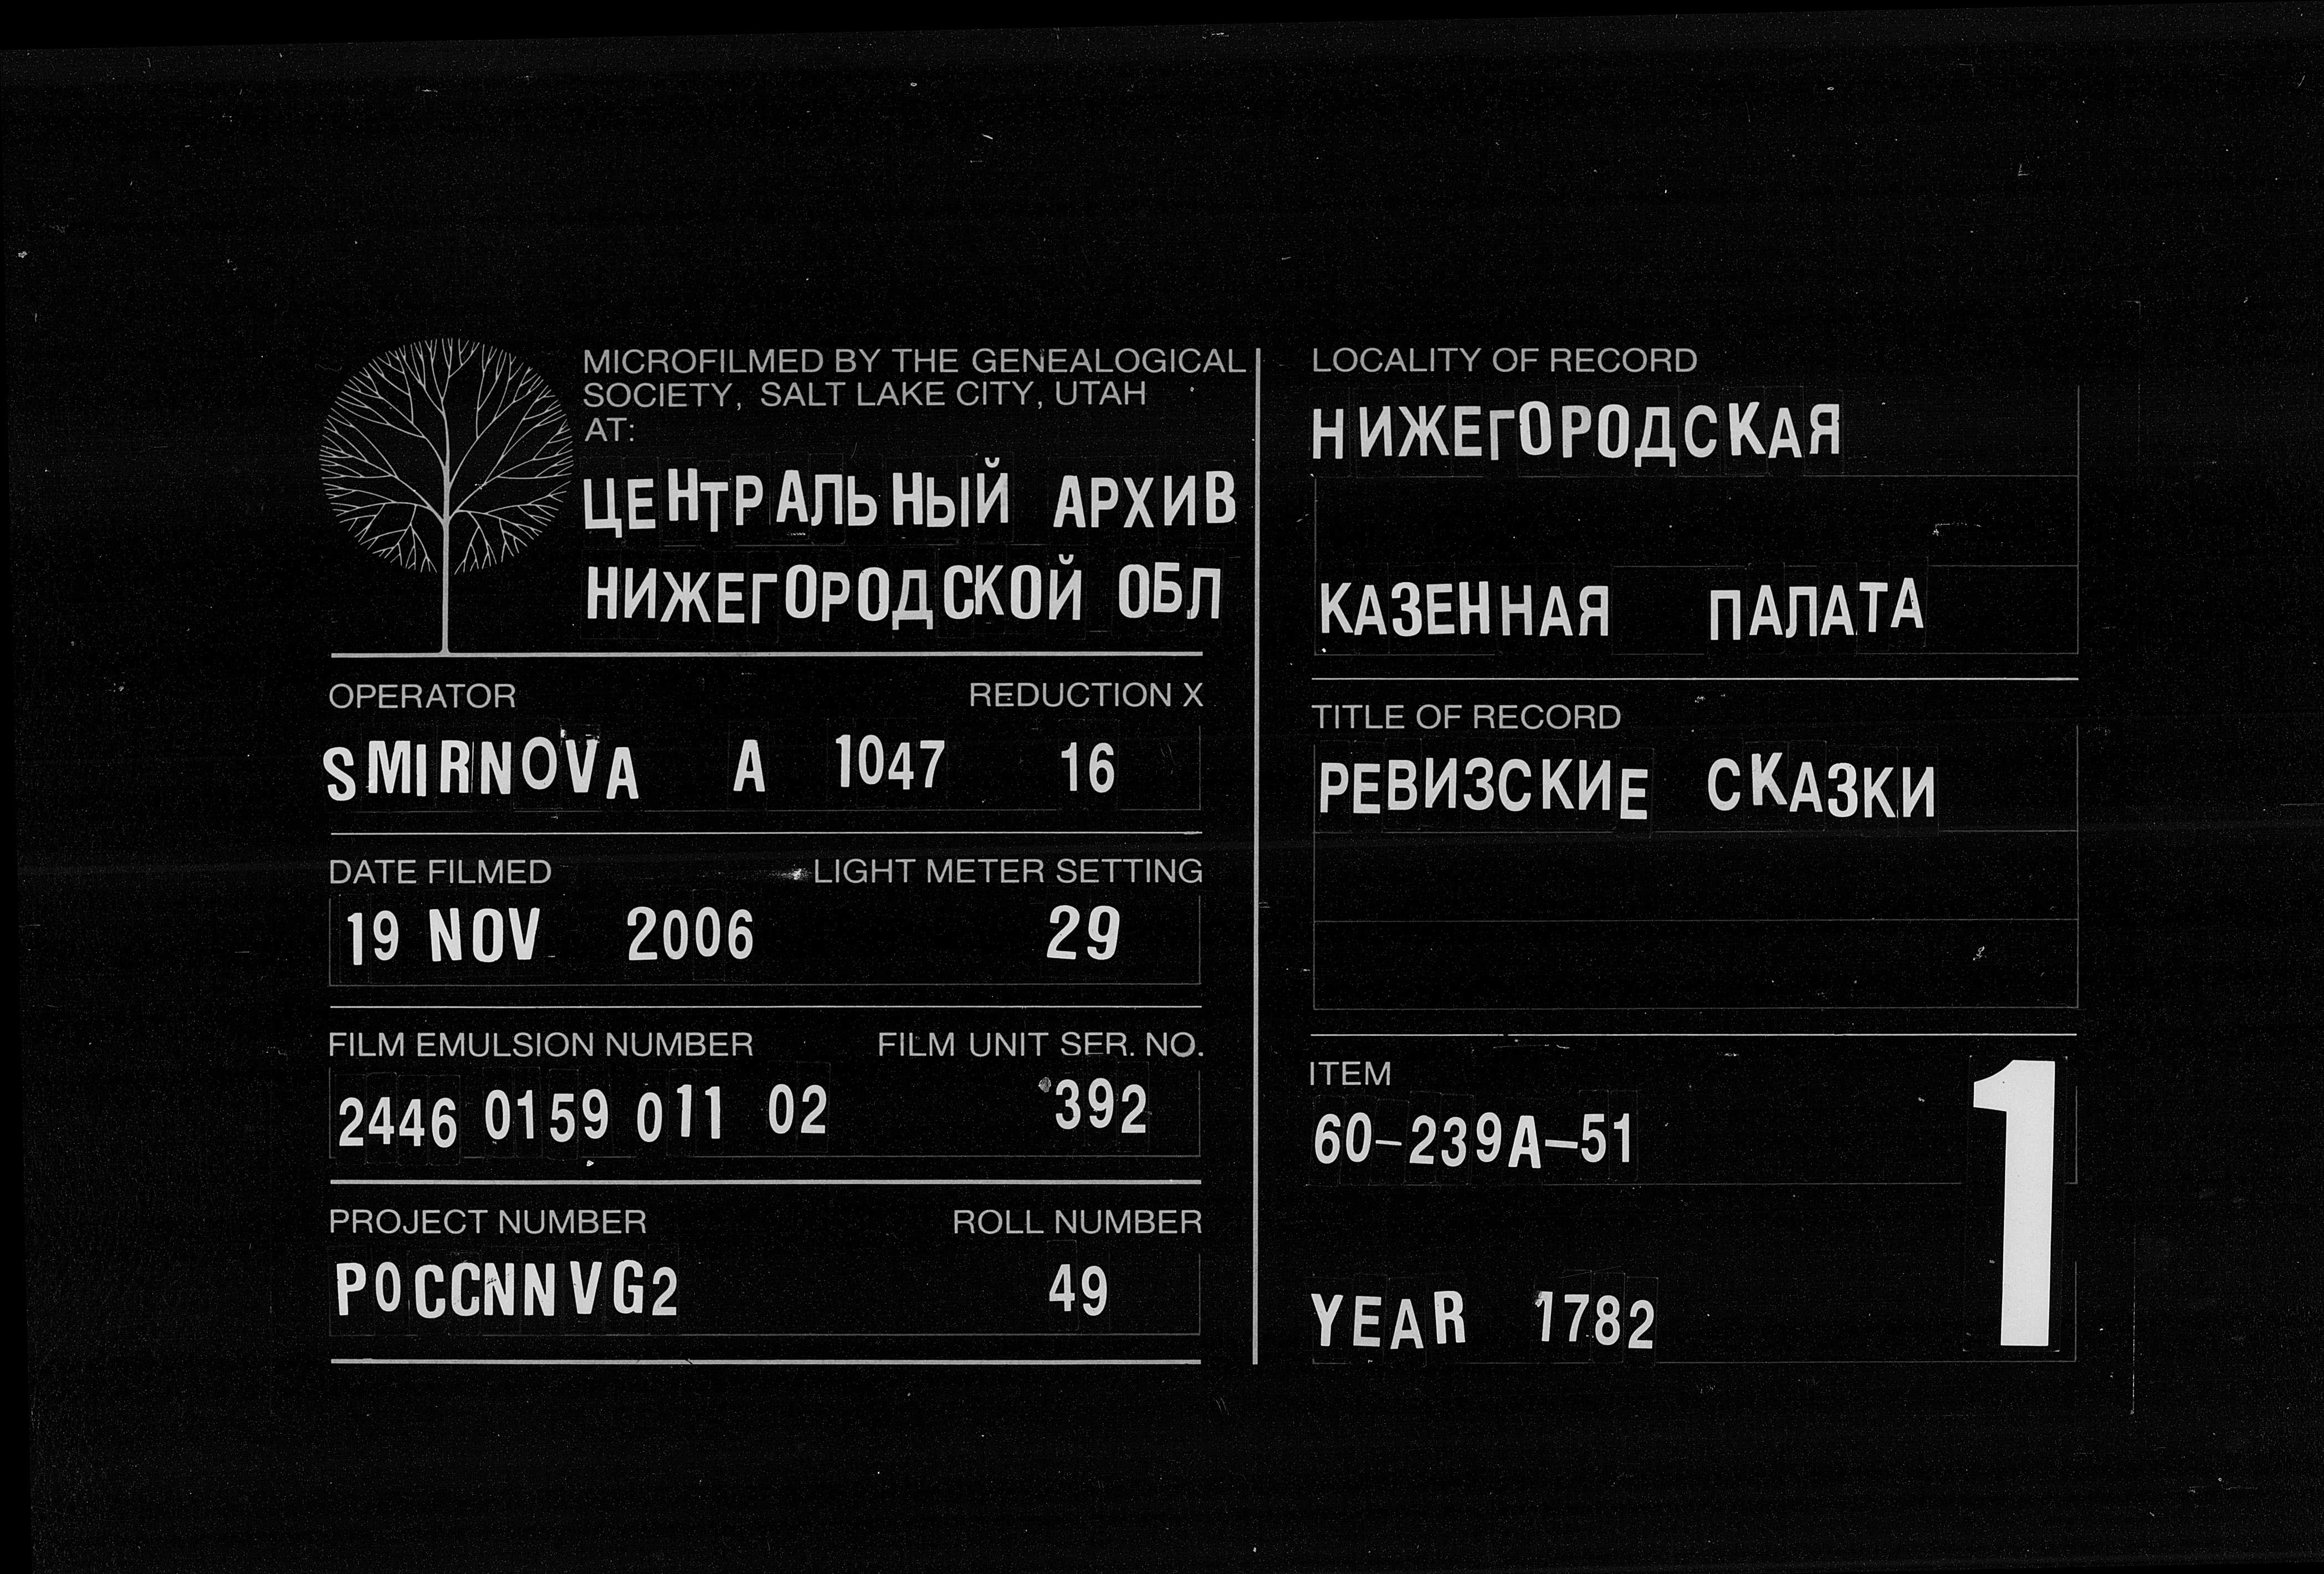 MICROFILMED BY THE GENEALOGICAL
SOCIETY, SALT LAKE CITY, UTAH
AT:
ЦЕНТРАЛЬНЫЙ АРХИВ
НИЖЕГОРОДСКОЙ ОБЛ
OPERATOR REDUCTION X
SMIRNOVA A 1047 16
DATE FILMED LIGHT METER SETTING
19 NOV 2006 29
FILM EMULSION NUMBER FILM UNIT SER. NO.
2446 0159 011 02 392
PROJECT NUMBER ROLL NUMBER
POCCNNVG2 49
LOCALITY OF RECORD
НИЖЕГОРОДСКАЯ
КАЗЕННАЯ ПАЛАТА
TITLE OF RECORD
РЕВИЗСКИЕ СКАЗКИ
ITEM
60-239A-51
1
YEAR 1782